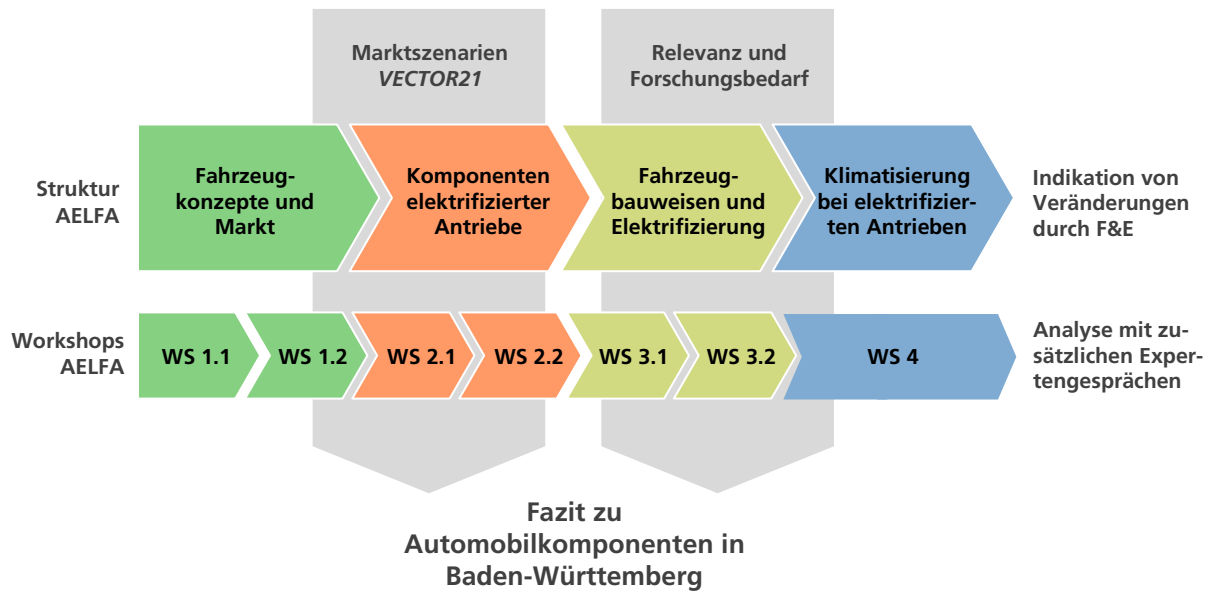 Marktszenarien
VECTOR21
Relevanz und
Forschungsbedarf
Struktur
AELFA
Fahrzeug-
konzepte und
Markt
Komponenten
elektrifizierter
Antriebe
Fahrzeug-
bauweisen und
Elektrifizierung
Klimatisierung
bei elektrifizier-
ten Antrieben
Indikation von
Veränderungen
durch F&E
Workshops
AELFA
WS 1.1
WS 1.2
WS 2.1
WS 2.2
WS 3.1
WS 3.2
WS 4
Analyse mit zu-
sätzlichen Exper-
tengesprächen
Fazit zu
Automobilkomponenten in
Baden-Württemberg